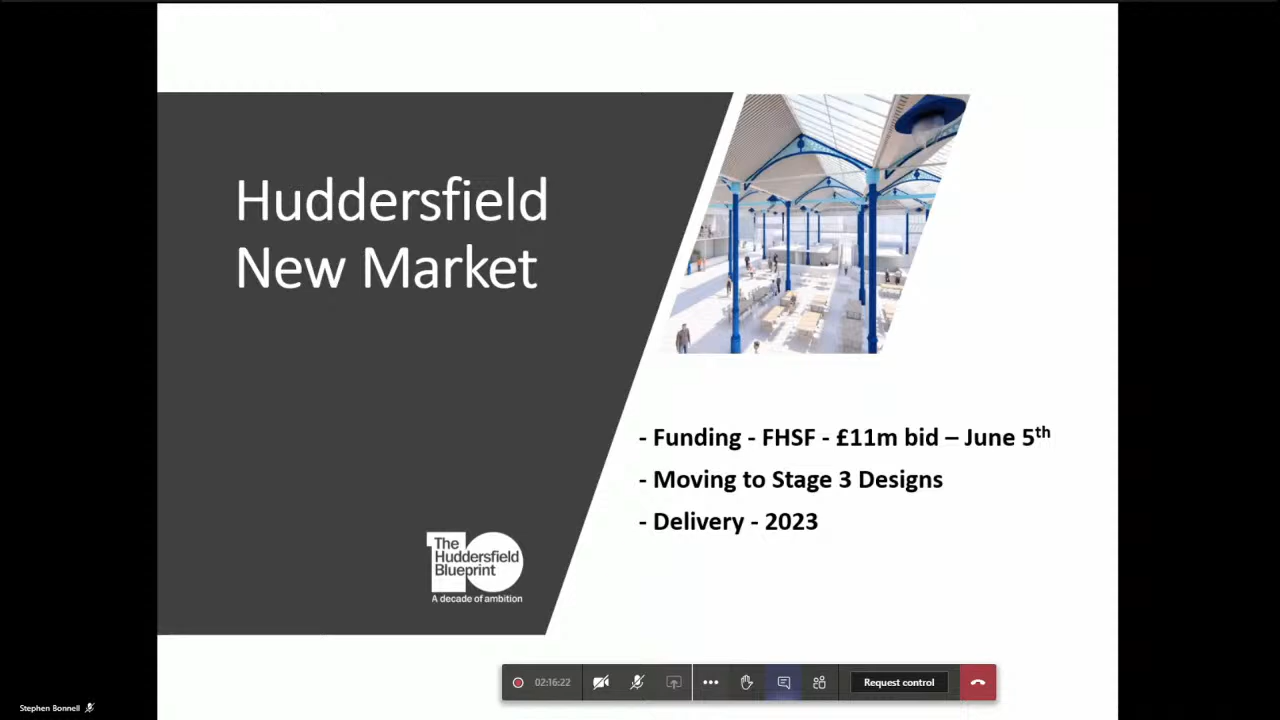 Huddersfield
New Market
- Funding - FHSF - £11m bid – June 5th
- Moving to Stage 3 Designs
- Delivery - 2023
The
Huddersfield
Blueprint
10
A decade of ambition
02:16:22
Request control
Stephen Bonnell